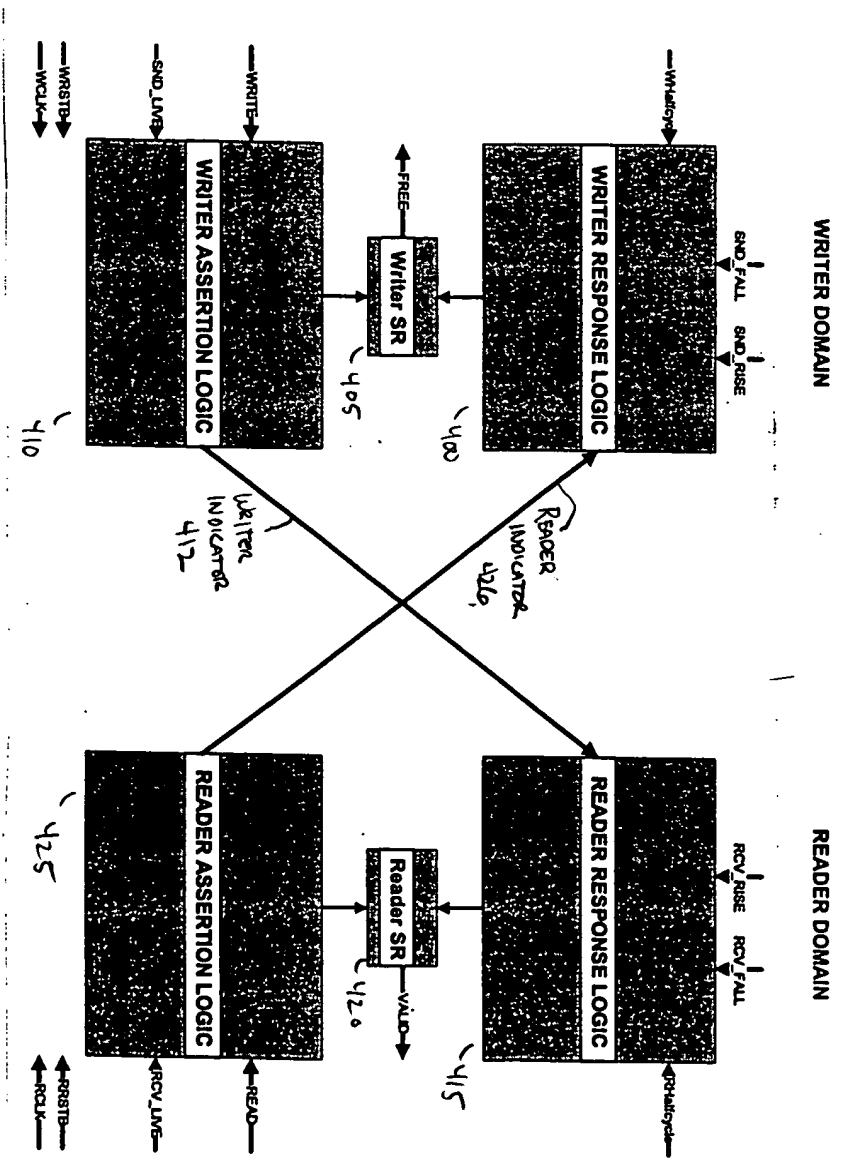 WRITER DOMAIN
READER DOMAIN
SND_FALL
SND_RISE
RCV_RISE
RCV_FALL
WHalfcycle
RHalfcycle
WRITER RESPONSE LOGIC
READER RESPONSE LOGIC
400
415
READER
INDICATOR
426
FREE
Writer SR
Reader SR
VALID
405
420
WRITE
READ
WRITER
INDICATOR
412
WRITER ASSERTION LOGIC
READER ASSERTION LOGIC
SND_LIVE
RCV_LIVE
410
425
WRSTB
RRSTB
WCLK
RCLK